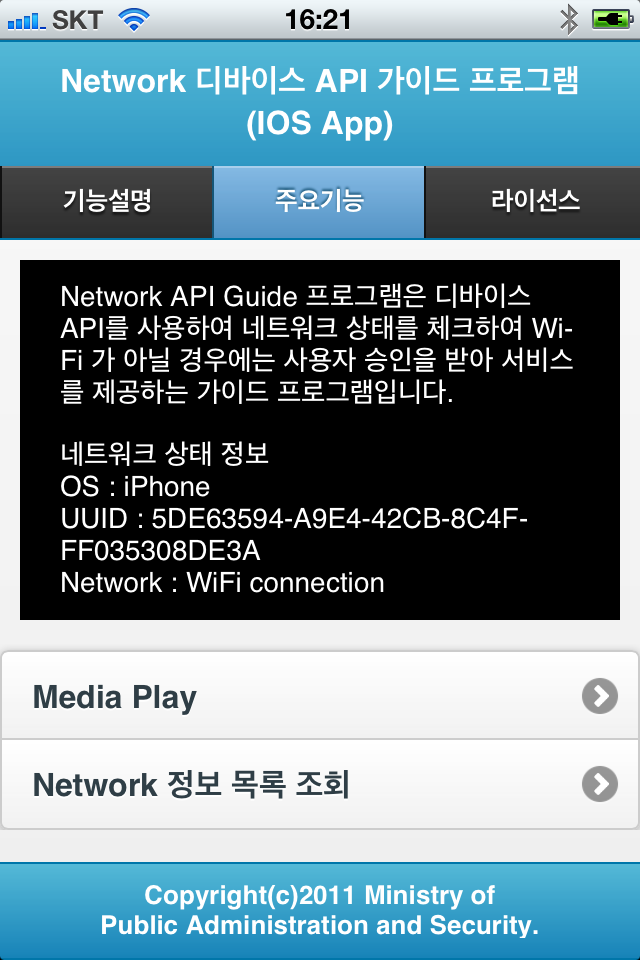 SKT 16:21
Network 디바이스 API 가이드 프로그램
(IOS App)
기능설명 주요기능 라이선스
Network API Guide 프로그램은 디바이스
API를 사용하여 네트워크 상태를 체크하여 Wi-
Fi 가 아닐 경우에는 사용자 승인을 받아 서비스
를 제공하는 가이드 프로그램입니다.
네트워크 상태 정보
OS : iPhone
UUID : 5DE63594-A9E4-42CB-8C4F-
FF035308DE3A
Network : WiFi connection
Media Play
Network 정보 목록 조회
Copyright(c)2011 Ministry of
Public Administration and Security.